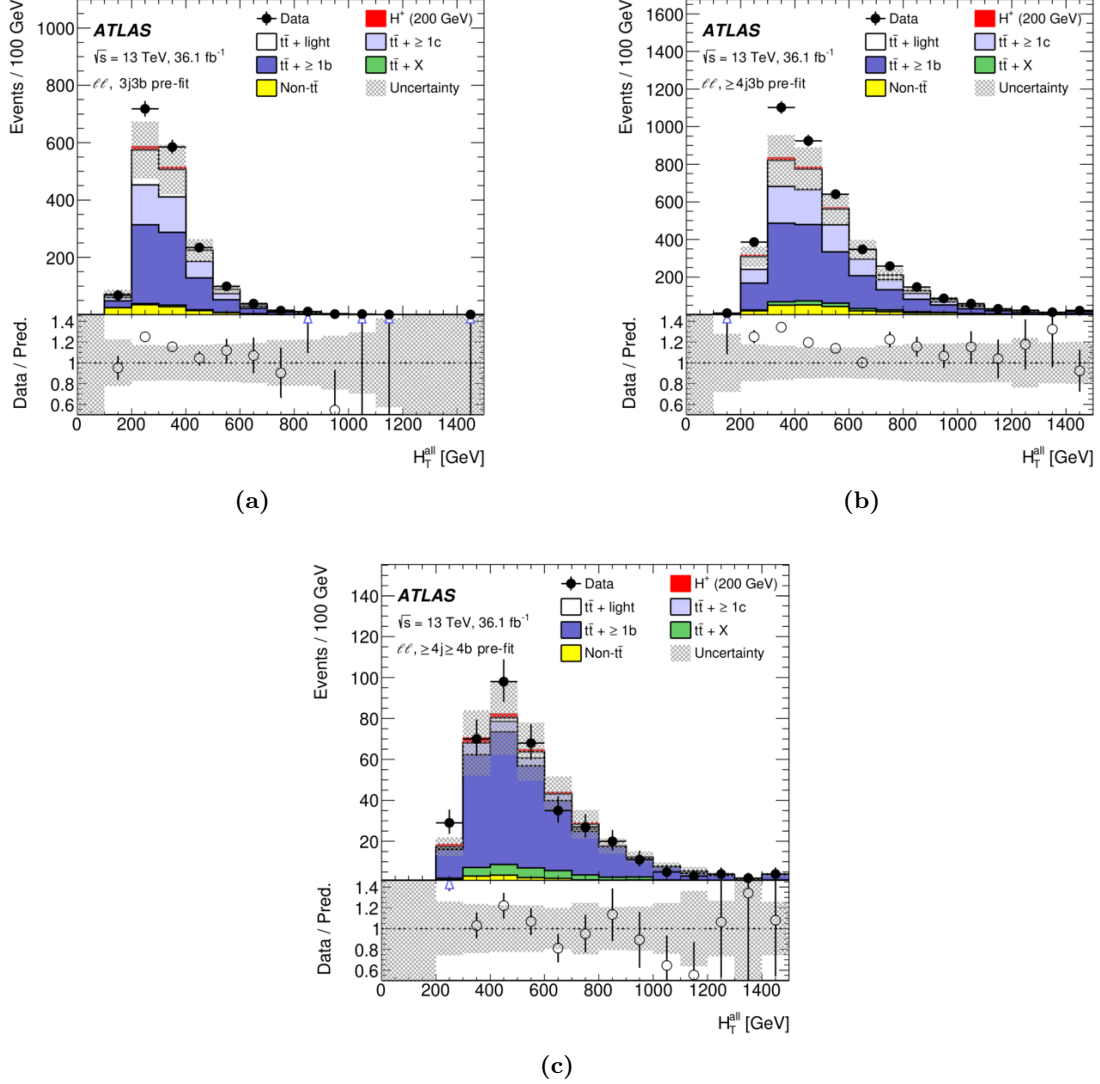 Events / 100 GeV
1000
800
600
400
200
ATLAS
√s = 13 TeV, 36.1 fb⁻¹
ℓℓ, 3j3b pre-fit
Data
H⁺ (200 GeV)
tt̄ + light
tt̄ + ≥ 1c
tt̄ + ≥ 1b
tt̄ + X
Non-tt̄
Uncertainty
Data / Pred.
1.4
1.2
1
0.8
0.6
0 200 400 600 800 1000 1200 1400
H_T^all [GeV]
(a)
Events / 100 GeV
1600
1400
1200
1000
800
600
400
200
ATLAS
√s = 13 TeV, 36.1 fb⁻¹
ℓℓ, ≥4j3b pre-fit
Data
H⁺ (200 GeV)
tt̄ + light
tt̄ + ≥ 1c
tt̄ + ≥ 1b
tt̄ + X
Non-tt̄
Uncertainty
Data / Pred.
1.4
1.2
1
0.8
0.6
0 200 400 600 800 1000 1200 1400
H_T^all [GeV]
(b)
Events / 100 GeV
140
120
100
80
60
40
20
ATLAS
√s = 13 TeV, 36.1 fb⁻¹
ℓℓ, ≥4j≥4b pre-fit
Data
H⁺ (200 GeV)
tt̄ + light
tt̄ + ≥ 1c
tt̄ + ≥ 1b
tt̄ + X
Non-tt̄
Uncertainty
Data / Pred.
1.4
1.2
1
0.8
0.6
0 200 400 600 800 1000 1200 1400
H_T^all [GeV]
(c)